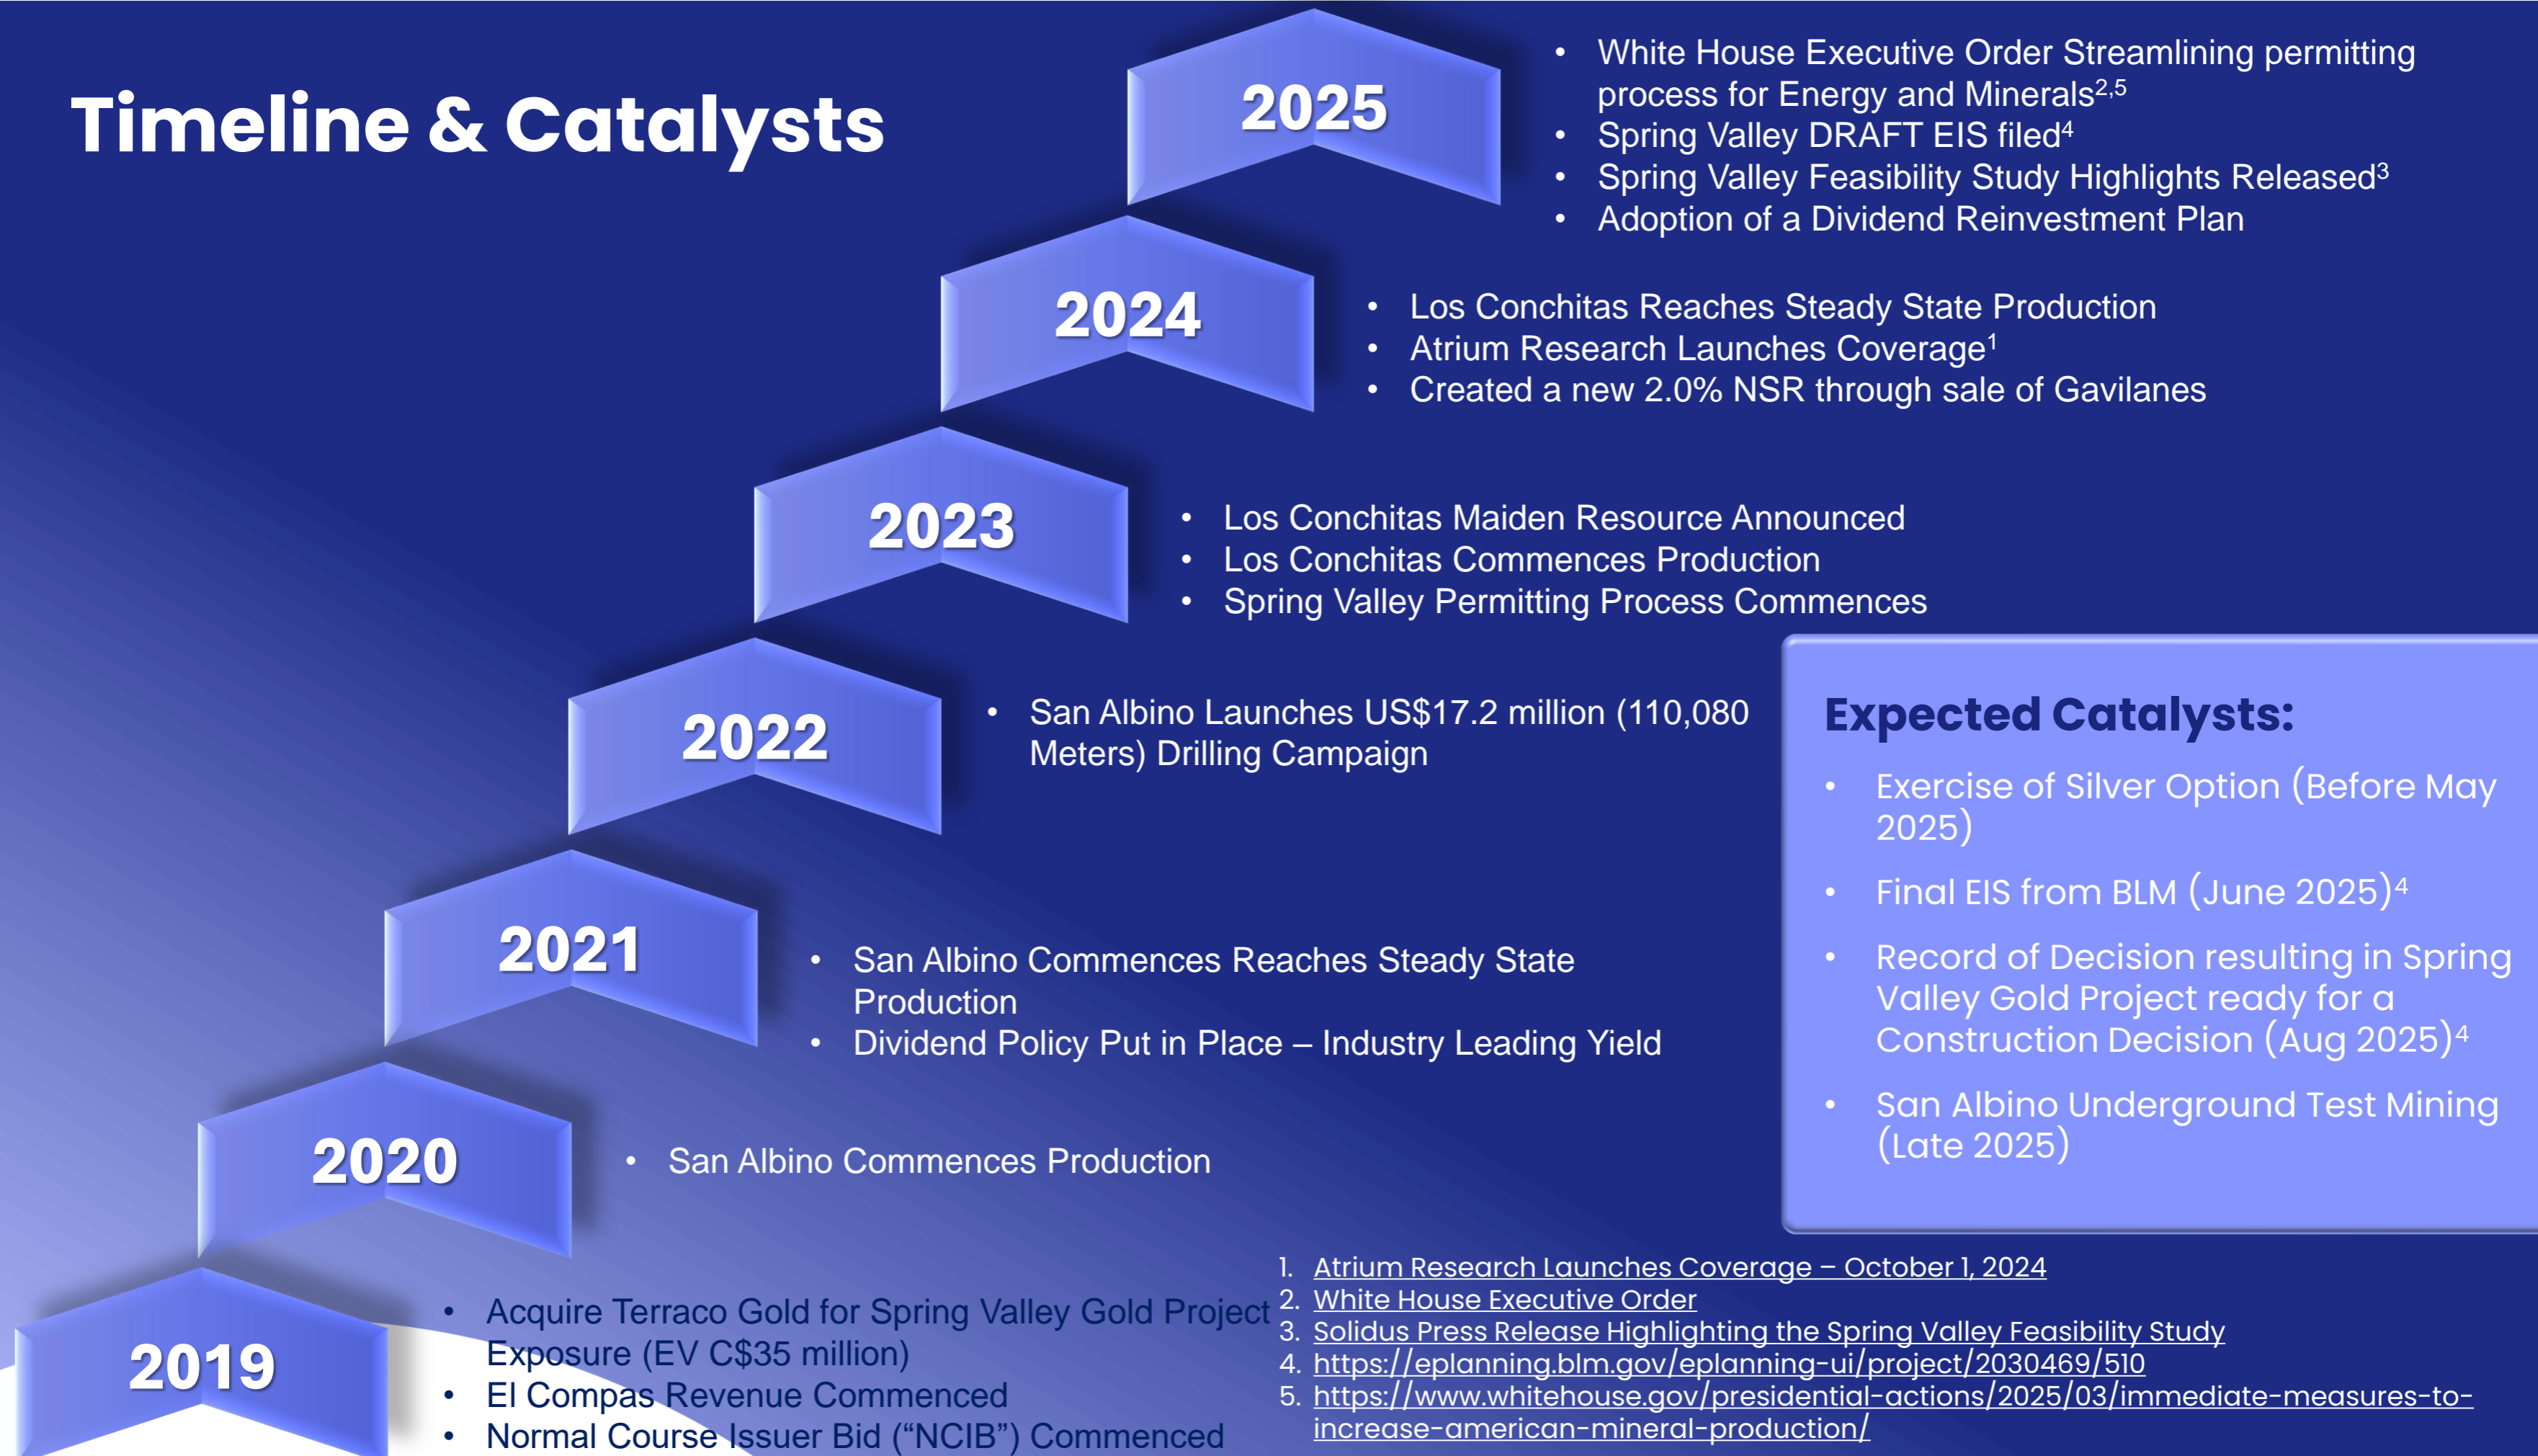 Timeline & Catalysts
2025
• White House Executive Order Streamlining permitting
process for Energy and Minerals2,5
• Spring Valley DRAFT EIS filed4
• Spring Valley Feasibility Study Highlights Released3
• Adoption of a Dividend Reinvestment Plan
2024
• Los Conchitas Reaches Steady State Production
• Atrium Research Launches Coverage1
• Created a new 2.0% NSR through sale of Gavilanes
2023
• Los Conchitas Maiden Resource Announced
• Los Conchitas Commences Production
• Spring Valley Permitting Process Commences
2022
• San Albino Launches US$17.2 million (110,080
Meters) Drilling Campaign
2021
• San Albino Commences Reaches Steady State
Production
• Dividend Policy Put in Place – Industry Leading Yield
2020
• San Albino Commences Production
2019
• Acquire Terraco Gold for Spring Valley Gold Project
Exposure (EV C$35 million)
• El Compas Revenue Commenced
• Normal Course Issuer Bid (“NCIB”) Commenced
Expected Catalysts:
• Exercise of Silver Option (Before May
2025)
• Final EIS from BLM (June 2025)4
• Record of Decision resulting in Spring
Valley Gold Project ready for a
Construction Decision (Aug 2025)4
• San Albino Underground Test Mining
(Late 2025)
1. Atrium Research Launches Coverage – October 1, 2024
2. White House Executive Order
3. Solidus Press Release Highlighting the Spring Valley Feasibility Study
4. https://eplanning.blm.gov/eplanning-ui/project/2030469/510
5. https://www.whitehouse.gov/presidential-actions/2025/03/immediate-measures-to-
increase-american-mineral-production/